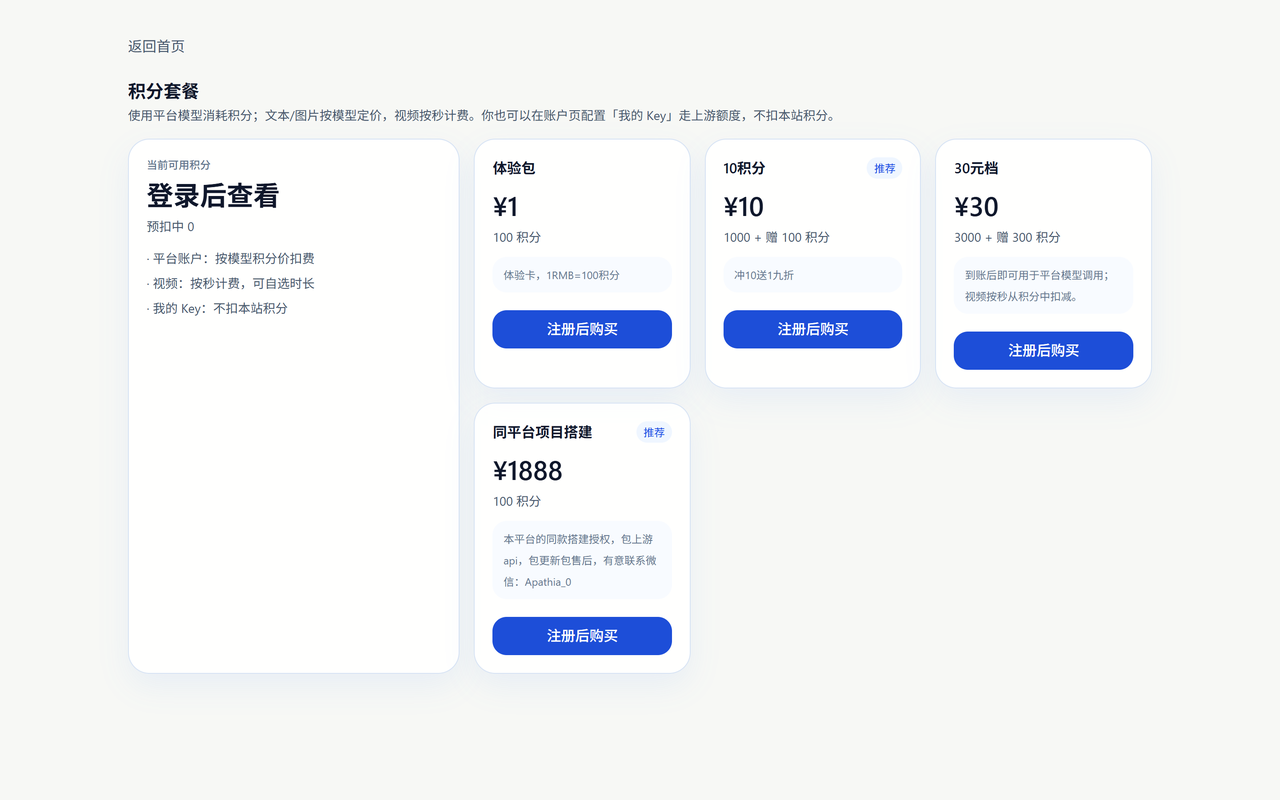 返回首页
积分套餐
使用平台模型消耗积分；文本/图片按模型定价，视频按秒计费。你也可以在账户页配置「我的 Key」走上游额度，不扣本站积分。
当前可用积分
登录后查看
预扣中 0
· 平台账户：按模型积分价扣费
· 视频：按秒计费，可自选时长
· 我的 Key：不扣本站积分
体验包
¥1
100 积分
体验卡，1RMB=100积分
注册后购买
10积分
推荐
¥10
1000 + 赠 100 积分
冲10送1九折
注册后购买
30元档
¥30
3000 + 赠 300 积分
到账后即可用于平台模型调用；
视频按秒从积分中扣减。
注册后购买
同平台项目搭建
推荐
¥1888
100 积分
本平台的同款搭建授权，包上游
api，包更新包售后，有意联系微
信：Apathia_0
注册后购买